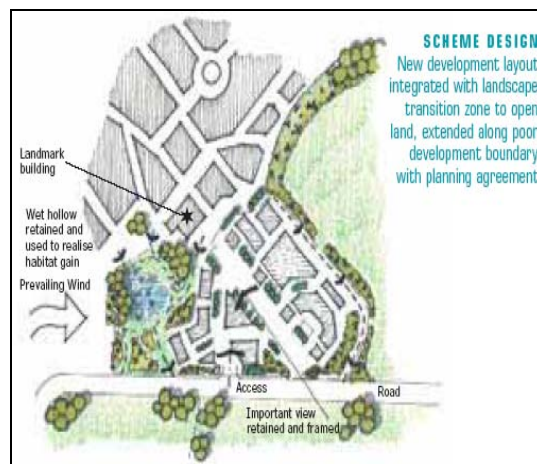 SCHEME DESIGN
New development layout
integrated with landscape
transition zone to open
land, extended along poor
development boundary
with planning agreement
Landmark
building
Wet hollow
retained and
used to realise
habitat gain
Prevailing Wind
Access
Road
Important view
retained and framed